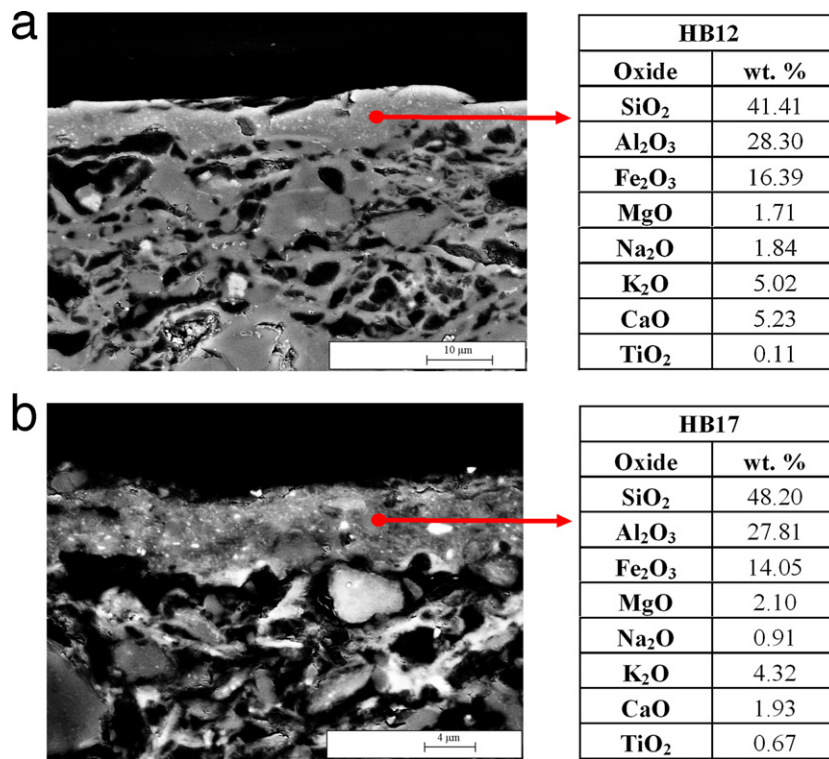 a
HB12
Oxide wt. %
SiO₂ 41.41
Al₂O₃ 28.30
Fe₂O₃ 16.39
MgO 1.71
Na₂O 1.84
K₂O 5.02
CaO 5.23
TiO₂ 0.11
10 µm
b
HB17
Oxide wt. %
SiO₂ 48.20
Al₂O₃ 27.81
Fe₂O₃ 14.05
MgO 2.10
Na₂O 0.91
K₂O 4.32
CaO 1.93
TiO₂ 0.67
4 µm